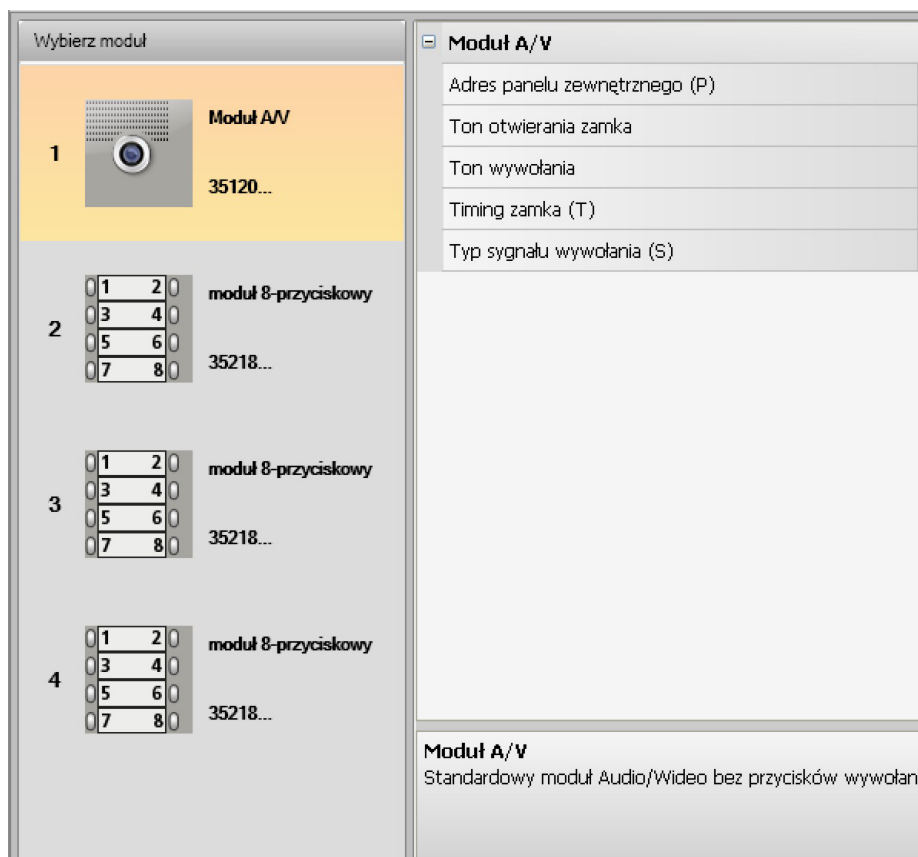 Wybierz moduł
1
Moduł A/V
35120...
2
1 2
3 4
5 6
7 8
moduł 8-przyciskowy
35218...
3
1 2
3 4
5 6
7 8
moduł 8-przyciskowy
35218...
4
1 2
3 4
5 6
7 8
moduł 8-przyciskowy
35218...
Moduł A/V
Adres panelu zewnętrznego (P)
Ton otwierania zamka
Ton wywołania
Timing zamka (T)
Typ sygnału wywołania (S)
Moduł A/V
Standardowy moduł Audio/Wideo bez przycisków wywołan